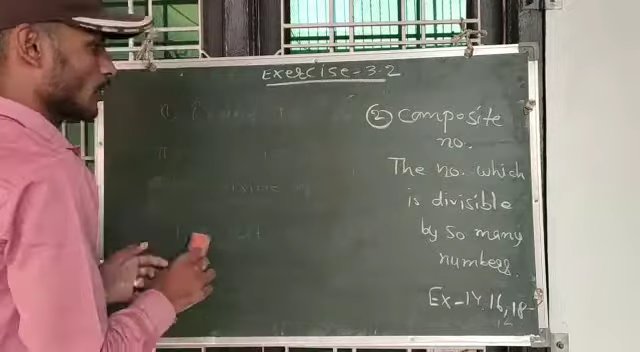 Exercise-3.2
② Composite
no.
The no. which
is divisible
by so many
numbers.
Ex-14, 16, 18-